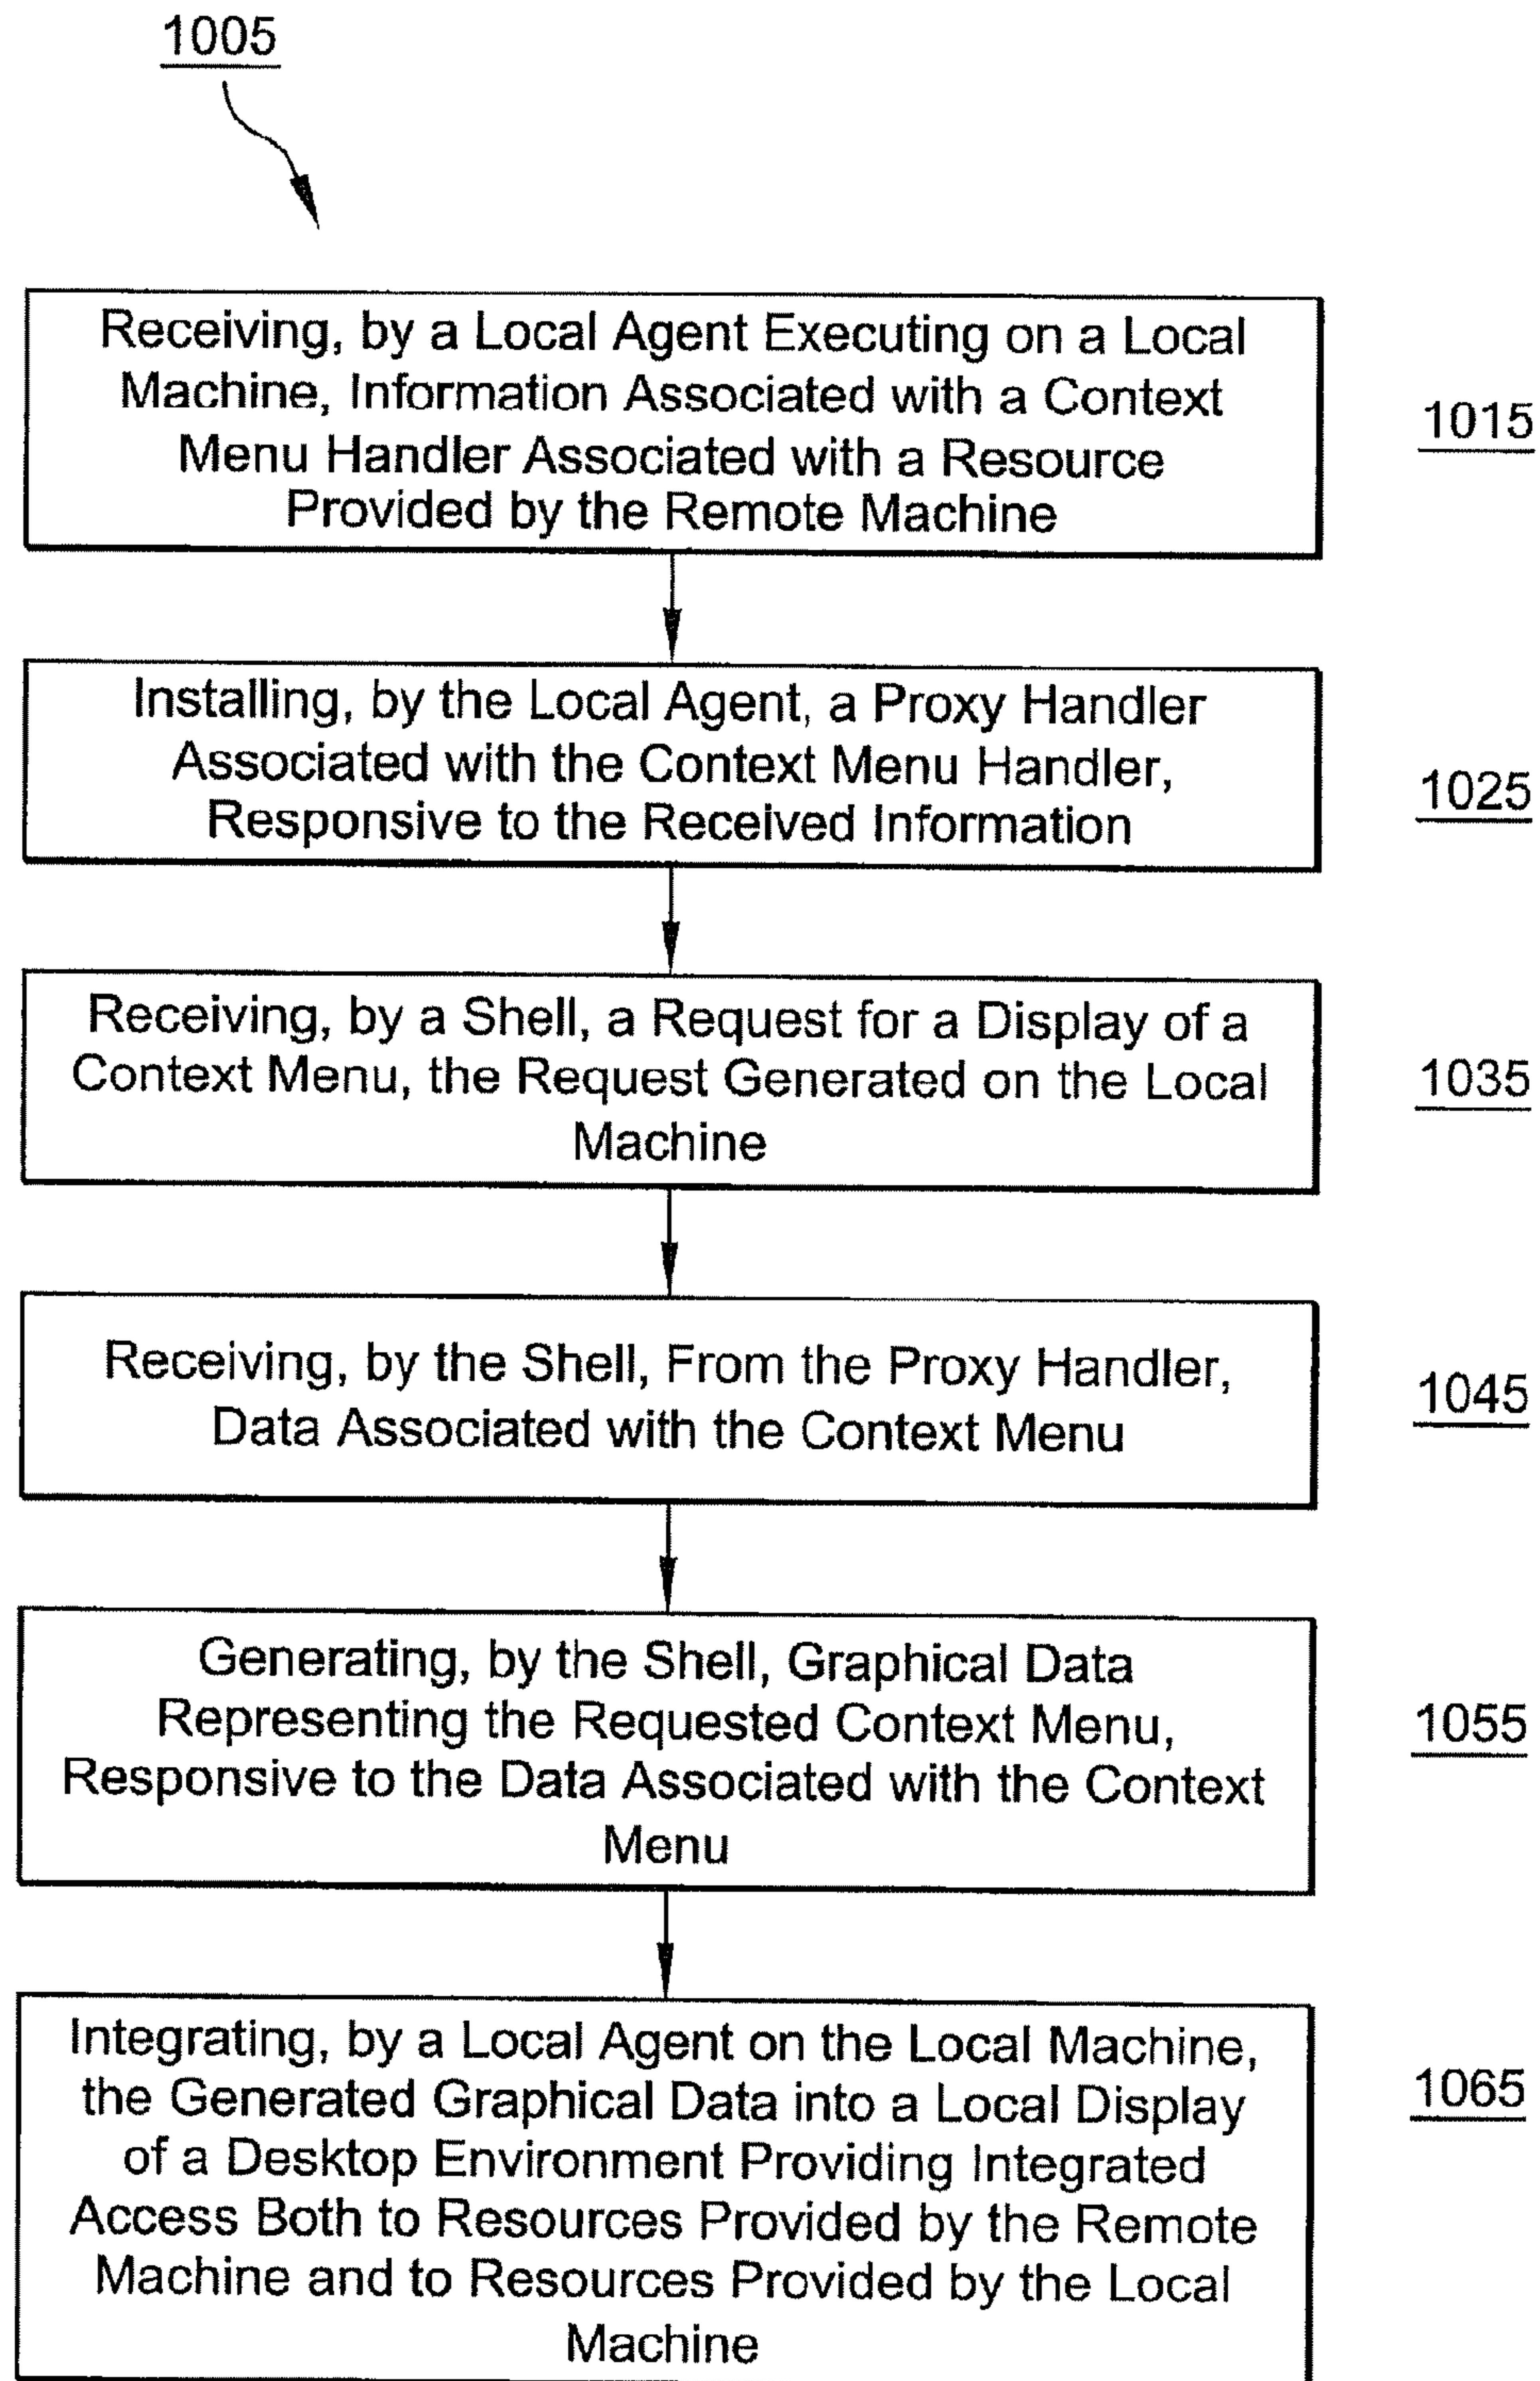 1005
Receiving, by a Local Agent Executing on a Local
Machine, Information Associated with a Context
Menu Handler Associated with a Resource
Provided by the Remote Machine
1015
Installing, by the Local Agent, a Proxy Handler
Associated with the Context Menu Handler,
Responsive to the Received Information
1025
Receiving, by a Shell, a Request for a Display of a
Context Menu, the Request Generated on the Local
Machine
1035
Receiving, by the Shell, From the Proxy Handler,
Data Associated with the Context Menu
1045
Generating, by the Shell, Graphical Data
Representing the Requested Context Menu,
Responsive to the Data Associated with the Context
Menu
1055
Integrating, by a Local Agent on the Local Machine,
the Generated Graphical Data into a Local Display
of a Desktop Environment Providing Integrated
Access Both to Resources Provided by the Remote
Machine and to Resources Provided by the Local
Machine
1065